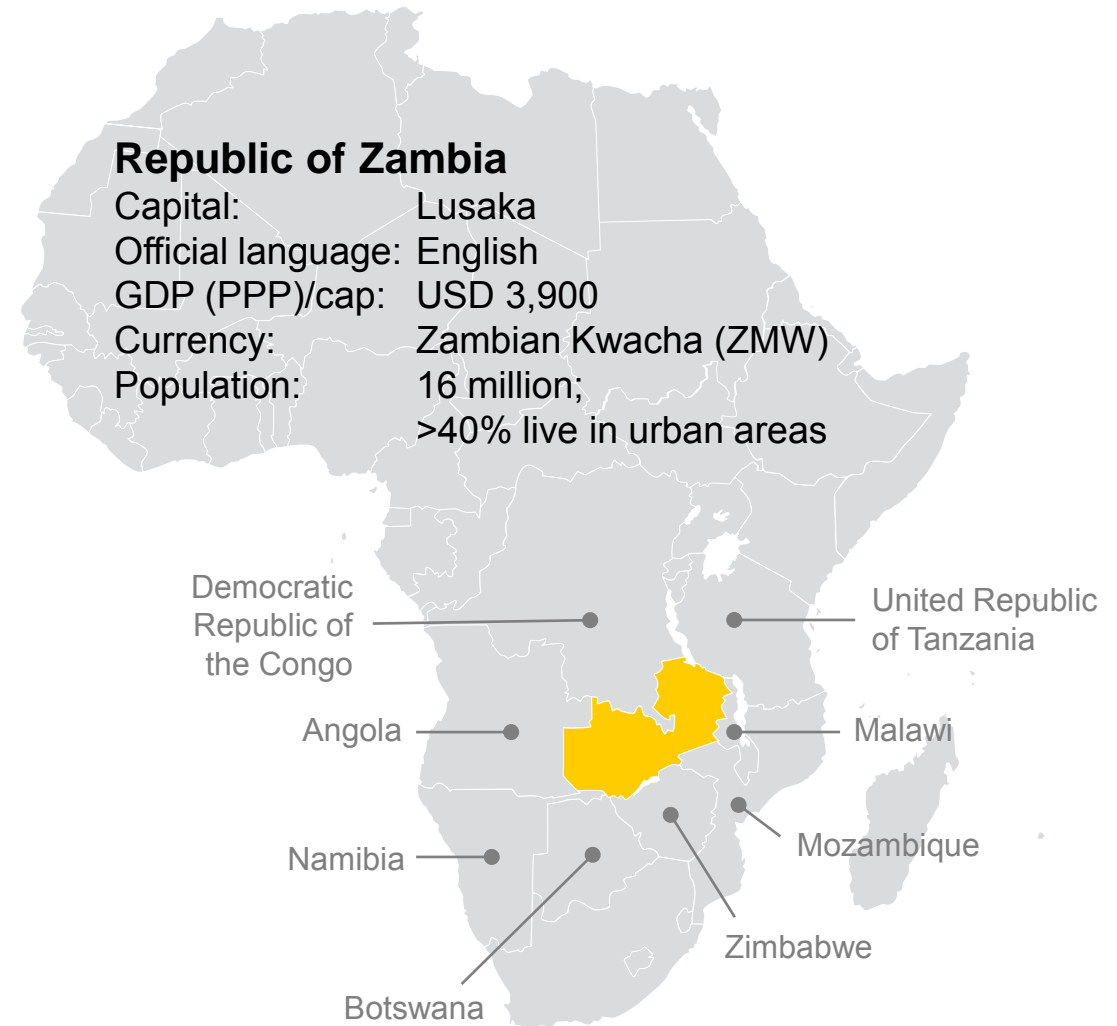 Republic of Zambia
Capital: Lusaka
Official language: English
GDP (PPP)/cap: USD 3,900
Currency: Zambian Kwacha (ZMW)
Population: 16 million;
>40% live in urban areas
Democratic
Republic of
the Congo
United Republic
of Tanzania
Angola
Malawi
Namibia
Mozambique
Zimbabwe
Botswana